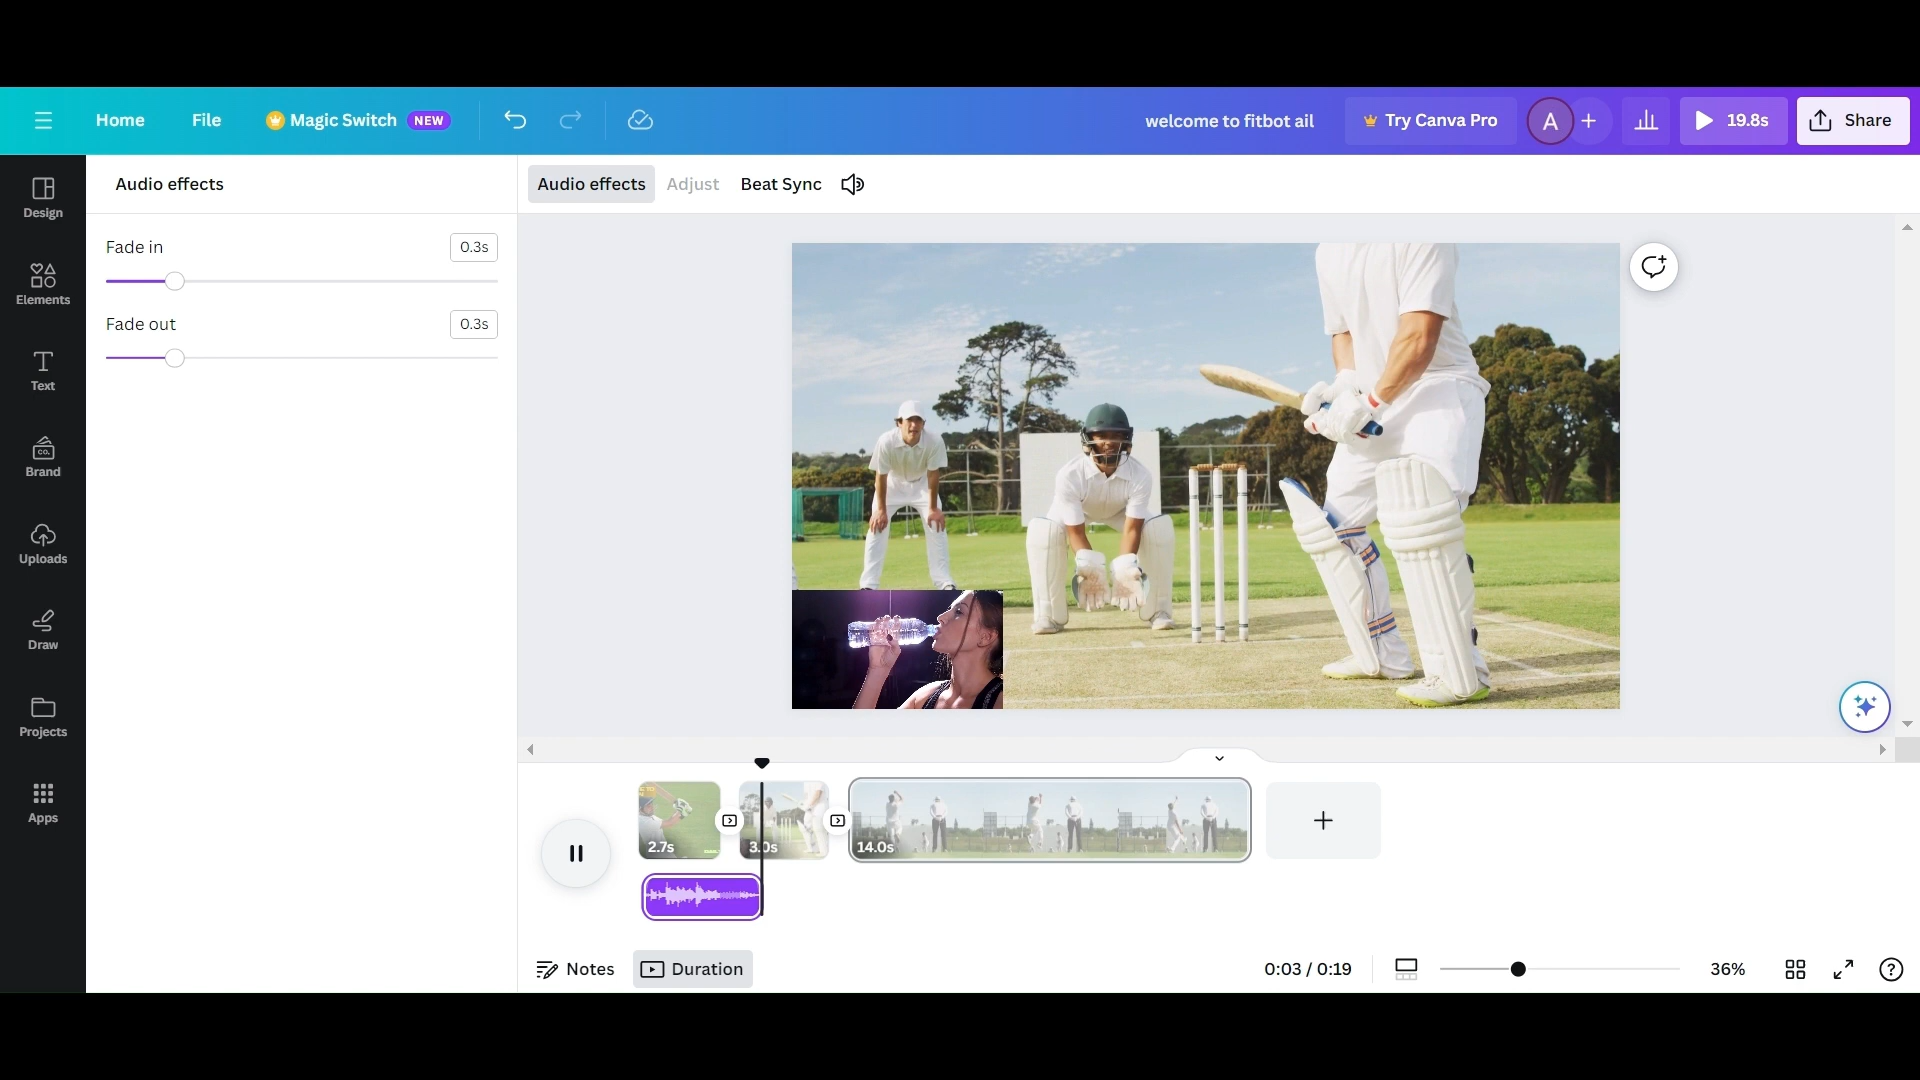 Home File Magic Switch NEW welcome to fitbot ail Try Canva Pro A 19.8s Share
Design
Elements
Text
Brand
Uploads
Draw
Projects
Apps
Audio effects
Fade in 0.3s
Fade out 0.3s
Audio effects Adjust Beat Sync
2.7s 3.0s 14.0s
Notes Duration 0:03 / 0:19 36%